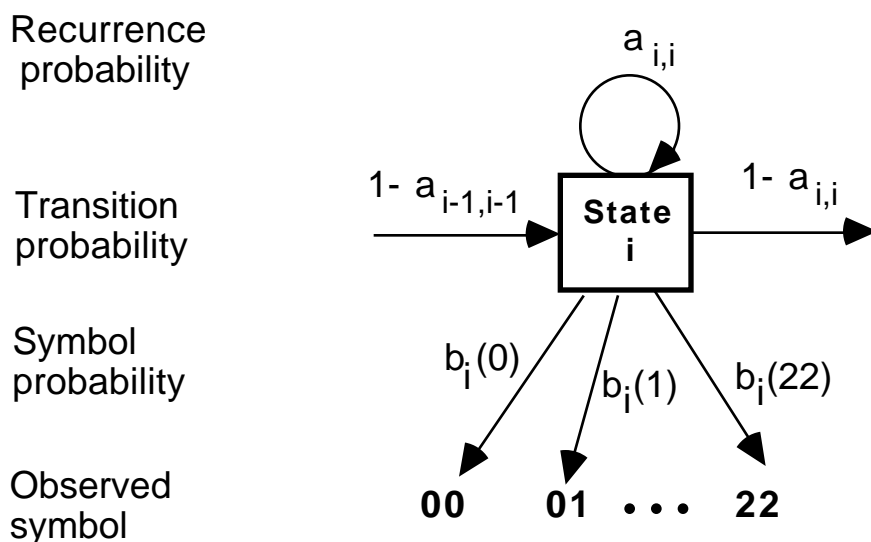 Recurrence
probability
a i,i
Transition
probability
1- a i-1,i-1
State
i
1- a i,i
Symbol
probability
b i(0)
b i(1)
b i(22)
Observed
symbol
00 01 • • • 22